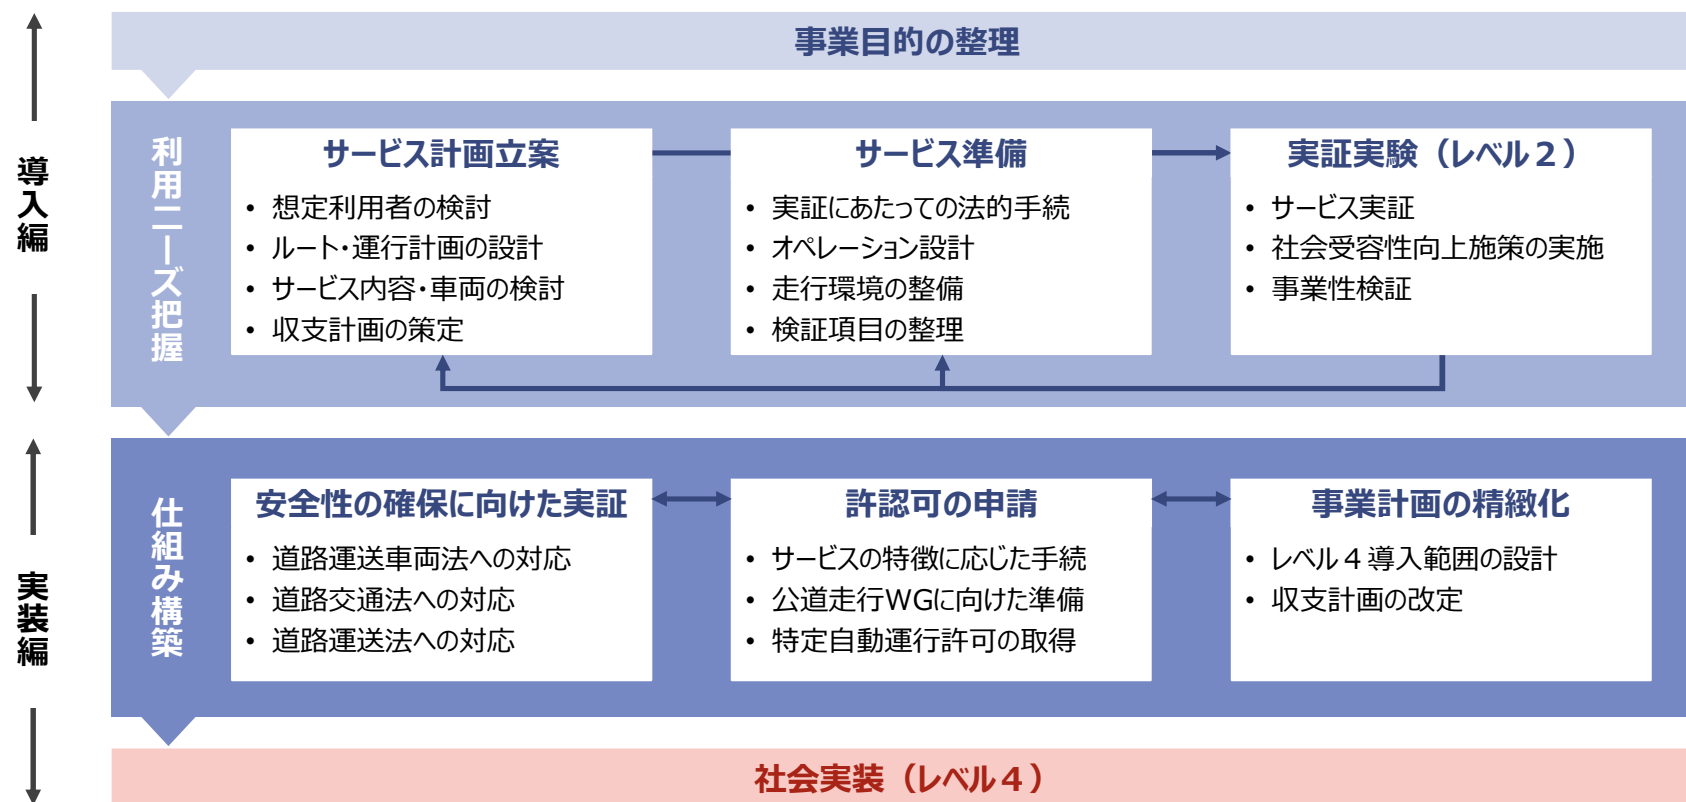 事業目的の整理
導入編
利用ニーズ把握
サービス計画立案
• 想定利用者の検討
• ルート・運行計画の設計
• サービス内容・車両の検討
• 収支計画の策定
サービス準備
• 実証にあたっての法的手続
• オペレーション設計
• 走行環境の整備
• 検証項目の整理
実証実験（レベル２）
• サービス実証
• 社会受容性向上施策の実施
• 事業性検証
実装編
仕組み構築
安全性の確保に向けた実証
• 道路運送車両法への対応
• 道路交通法への対応
• 道路運送法への対応
許認可の申請
• サービスの特徴に応じた手続
• 公道走行WGに向けた準備
• 特定自動運行許可の取得
事業計画の精緻化
• レベル４導入範囲の設計
• 収支計画の改定
社会実装（レベル４）